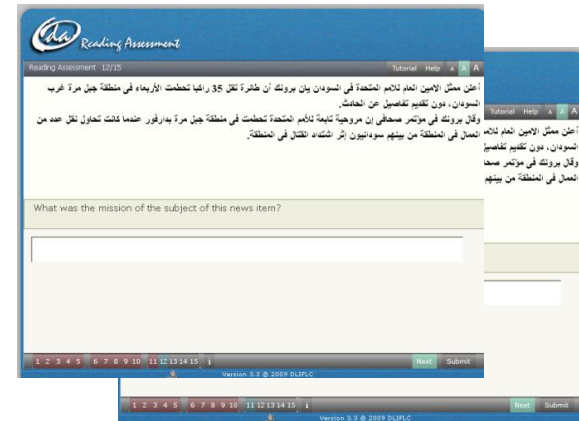 da Reading Assessment
Reading Assessment 12/15
Tutorial Help A A A
أعلن ممثل الامين العام للامم المتحدة في السودان يان برونك أن طائرة تقل 35 راكبا تحطمت الأربعاء في منطقة جبل مرة غرب
السودان، دون تقديم تفاصيل عن الحادث.
وقال برونك في مؤتمر صحافي إن مروحية تابعة للأمم المتحدة تحطمت في منطقة جبل مرة بدارفور عندما كانت تحاول نقل عدد من
العمال في المنطقة من بينهم سودانيون إثر اشتداد القتال في المنطقة.
What was the mission of the subject of this news item?
1 2 3 4 5 6 7 8 9 10 11 12 13 14 15 i
Next Submit
Version 3.3 @ 2009 DLIFLC
Tutorial Help A A A
أعلن ممثل الامين العام للامم
السودان، دون تقديم
وقال برونك في مؤتمر
العمال في المنطقة من بينهم
1 2 3 4 5 6 7 8 9 10 11 12 13 14 15 i
Next Submit
Version 3.3 @ 2009 DLIFLC